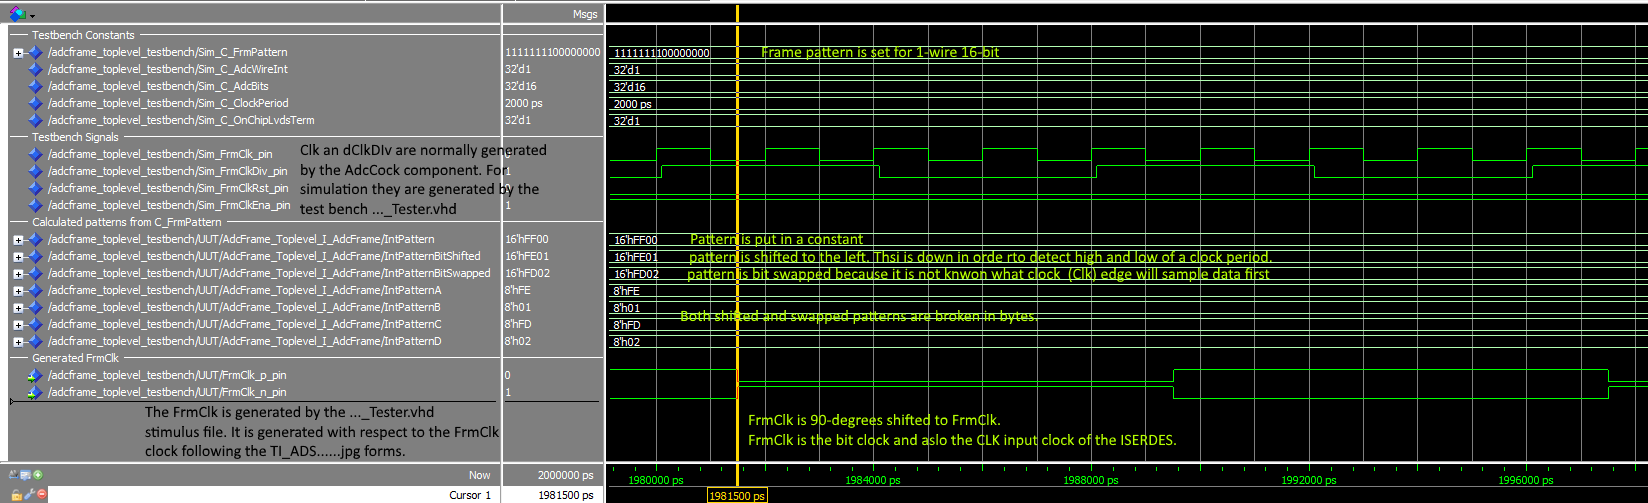 Msgs
Testbench Constants
/adcframe_toplevel_testbench/Sim_C_FrmPattern 1111111100000000 1111111100000000 Frame pattern is set for 1-wire 16-bit
/adcframe_toplevel_testbench/Sim_C_AdcWireInt 32'd1 32'd1
/adcframe_toplevel_testbench/Sim_C_AdcBits 32'd16 32'd16
/adcframe_toplevel_testbench/Sim_C_ClockPeriod 2000 ps 2000 ps
/adcframe_toplevel_testbench/Sim_C_OnChipLvdsTerm 32'd1 32'd1
Testbench Signals
/adcframe_toplevel_testbench/Sim_FrmClk_pin
/adcframe_toplevel_testbench/Sim_FrmClkDiv_pin 1
/adcframe_toplevel_testbench/Sim_FrmClkRst_pin
/adcframe_toplevel_testbench/Sim_FrmClkEna_pin 1
Clk an dClkDIv are normally generated
by the AdcCock component. For
simulation they are generated by the
test bench ..._Tester.vhd
Calculated patterns from C_FrmPattern
/adcframe_toplevel_testbench/UUT/AdcFrame_Toplevel_I_AdcFrame/IntPattern 16'hFF00 16'hFF00 Pattern is put in a constant
/adcframe_toplevel_testbench/UUT/AdcFrame_Toplevel_I_AdcFrame/IntPatternBitShifted 16'hFE01 16'hFE01 pattern is shifted to the left. Thsi is down in orde rto detect high and low of a clock period.
/adcframe_toplevel_testbench/UUT/AdcFrame_Toplevel_I_AdcFrame/IntPatternBitSwapped 16'hFD02 16'hFD02 pattern is bit swapped because it is not knwon what clock (Clk) edge will sample data first
/adcframe_toplevel_testbench/UUT/AdcFrame_Toplevel_I_AdcFrame/IntPatternA 8'hFE 8'hFE
/adcframe_toplevel_testbench/UUT/AdcFrame_Toplevel_I_AdcFrame/IntPatternB 8'h01 8'h01
Both shifted and swapped patterns are broken in bytes.
/adcframe_toplevel_testbench/UUT/AdcFrame_Toplevel_I_AdcFrame/IntPatternC 8'hFD 8'hFD
/adcframe_toplevel_testbench/UUT/AdcFrame_Toplevel_I_AdcFrame/IntPatternD 8'h02 8'h02
Generated FrmClk
/adcframe_toplevel_testbench/UUT/FrmClk_p_pin 0
/adcframe_toplevel_testbench/UUT/FrmClk_n_pin 1
The FrmClk is generated by the ..._Tester.vhd
stimulus file. It is generated with respect to the FrmClk
clock following the TI_ADS......jpg forms.
FrmClk is 90-degrees shifted to FrmClk.
FrmClk is the bit clock and aslo the CLK input clock of the ISERDES.
Now 2000000 ps 1980000 ps 1984000 ps 1988000 ps 1992000 ps 1996000 ps
Cursor 1 1981500 ps 1981500 ps